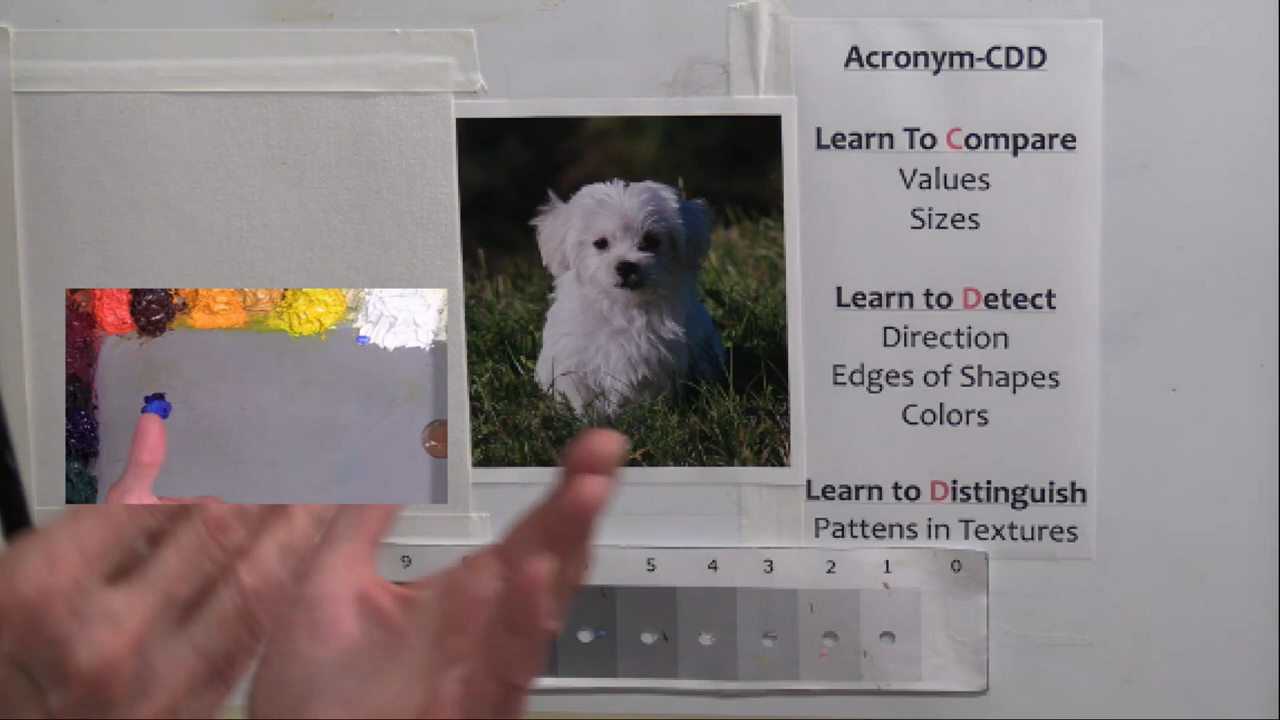 Acronym-CDD
Learn To Compare
Values
Sizes
Learn to Detect
Direction
Edges of Shapes
Colors
Learn to Distinguish
Pattens in Textures
9 5 4 3 2 1 0